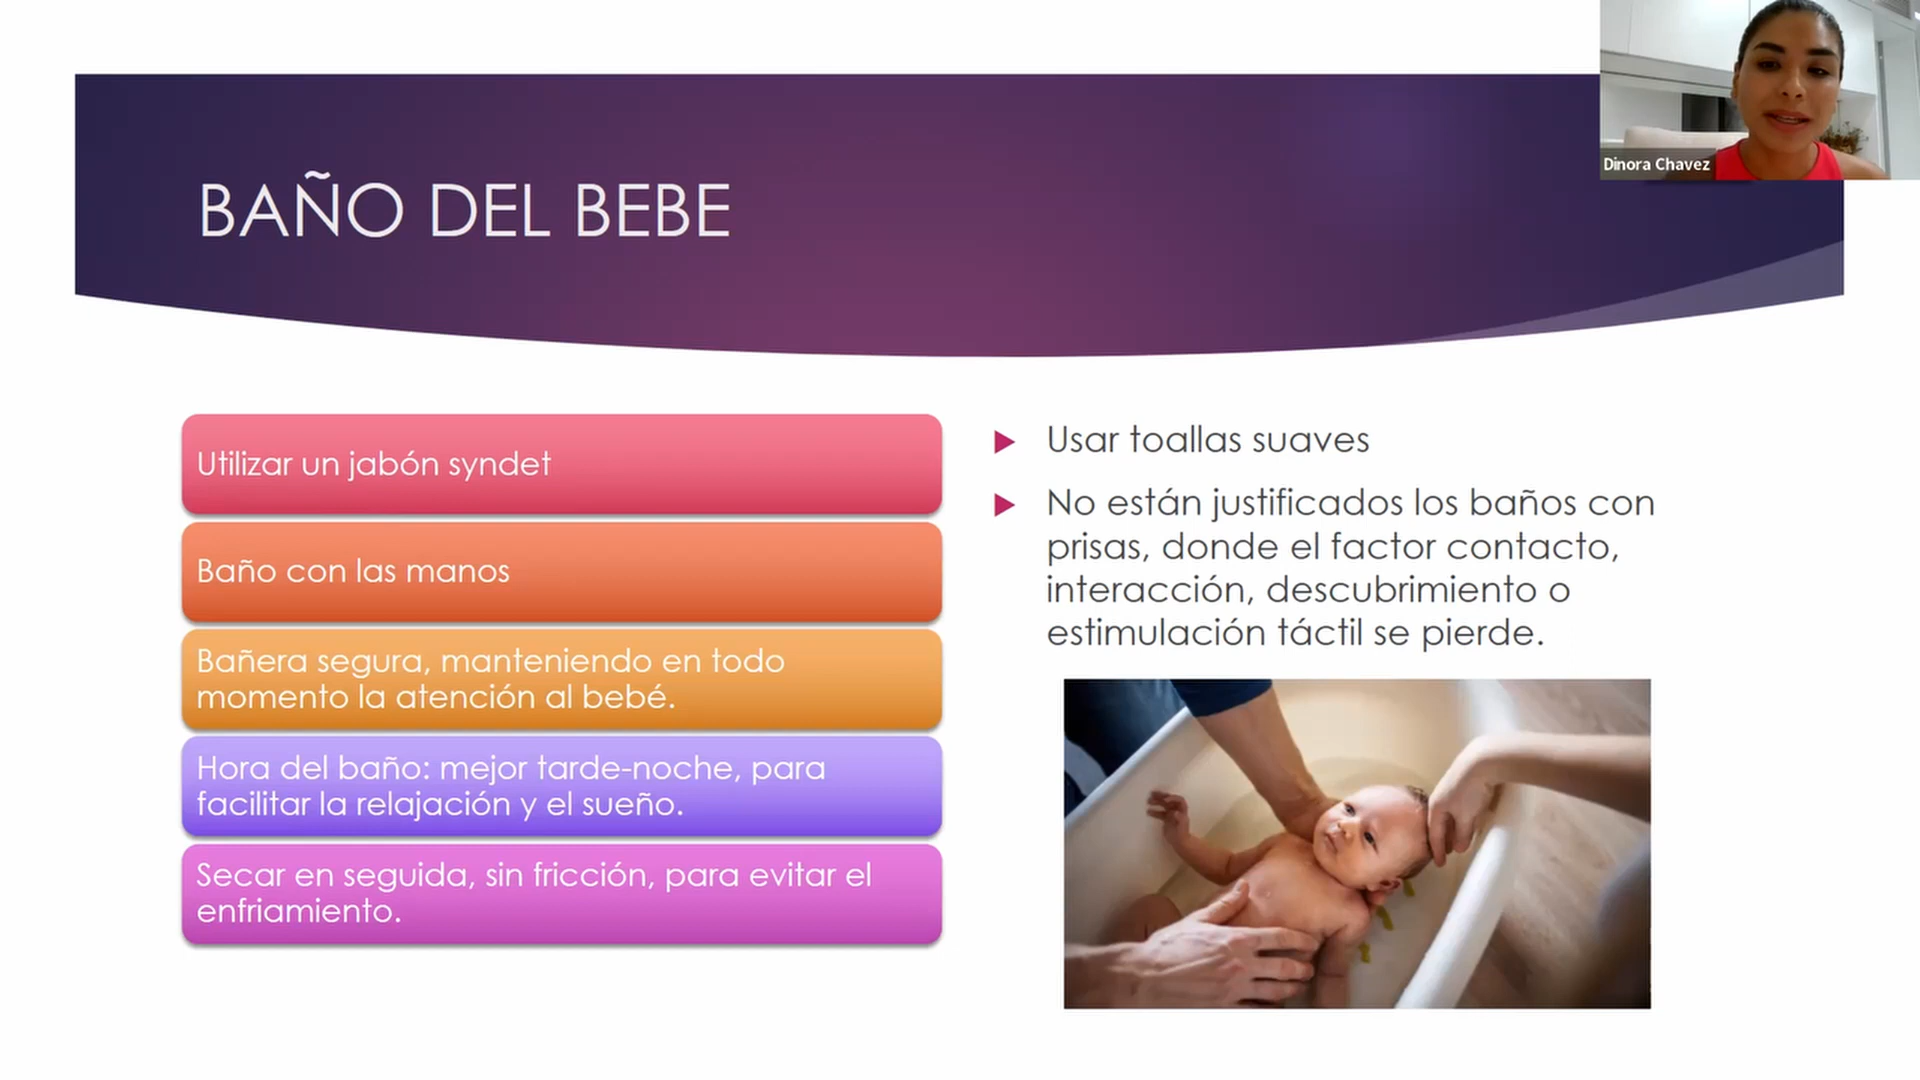 BAÑO DEL BEBE
Dinora Chavez
Utilizar un jabón syndet
Baño con las manos
Bañera segura, manteniendo en todo
momento la atención al bebé.
Hora del baño: mejor tarde-noche, para
facilitar la relajación y el sueño.
Secar en seguida, sin fricción, para evitar el
enfriamiento.
Usar toallas suaves
No están justificados los baños con
prisas, donde el factor contacto,
interacción, descubrimiento o
estimulación táctil se pierde.